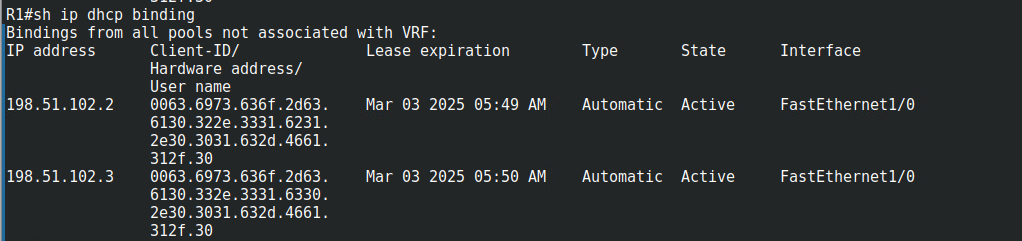 R1#sh ip dhcp binding
Bindings from all pools not associated with VRF:
IP address      Client-ID/              Lease expiration        Type       State      Interface
                Hardware address/
                User name
198.51.102.2    0063.6973.636f.2d63.    Mar 03 2025 05:49 AM    Automatic  Active     FastEthernet1/0
                6130.322e.3331.6231.
                2e30.3031.632d.4661.
                312f.30
198.51.102.3    0063.6973.636f.2d63.    Mar 03 2025 05:50 AM    Automatic  Active     FastEthernet1/0
                6130.332e.3331.6330.
                2e30.3031.632d.4661.
                312f.30